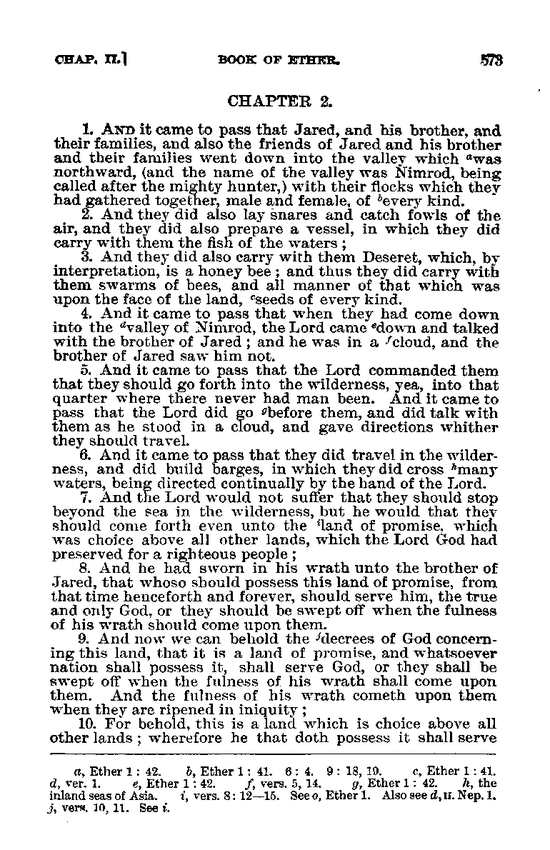 CHAP. II.] BOOK OF ETHER. 573
CHAPTER 2.
1. AND it came to pass that Jared, and his brother, and
their families, and also the friends of Jared and his brother
and their families went down into the valley which ᵃwas
northward, (and the name of the valley was Nimrod, being
called after the mighty hunter,) with their flocks which they
had gathered together, male and female, of ᵇevery kind.
2. And they did also lay snares and catch fowls of the
air, and they did also prepare a vessel, in which they did
carry with them the fish of the waters ;
3. And they did also carry with them Deseret, which, by
interpretation, is a honey bee ; and thus they did carry with
them swarms of bees, and all manner of that which was
upon the face of the land, ᶜseeds of every kind.
4. And it came to pass that when they had come down
into the ᵈvalley of Nimrod, the Lord came ᵉdown and talked
with the brother of Jared ; and he was in a ᶠcloud, and the
brother of Jared saw him not.
5. And it came to pass that the Lord commanded them
that they should go forth into the wilderness, yea, into that
quarter where there never had man been. And it came to
pass that the Lord did go ᵍbefore them, and did talk with
them as he stood in a cloud, and gave directions whither
they should travel.
6. And it came to pass that they did travel in the wilder-
ness, and did build barges, in which they did cross ʰmany
waters, being directed continually by the hand of the Lord.
7. And the Lord would not suffer that they should stop
beyond the sea in the wilderness, but he would that they
should come forth even unto the ⁱland of promise, which
was choice above all other lands, which the Lord God had
preserved for a righteous people ;
8. And he had sworn in his wrath unto the brother of
Jared, that whoso should possess this land of promise, from
that time henceforth and forever, should serve him, the true
and only God, or they should be swept off when the fulness
of his wrath should come upon them.
9. And now we can behold the ʲdecrees of God concern-
ing this land, that it is a land of promise, and whatsoever
nation shall possess it, shall serve God, or they shall be
swept off when the fulness of his wrath shall come upon
them. And the fulness of his wrath cometh upon them
when they are ripened in iniquity ;
10. For behold, this is a land which is choice above all
other lands ; wherefore he that doth possess it shall serve
a, Ether 1 : 42. b, Ether 1 : 41. 6 : 4. 9 : 18, 19. c, Ether 1 : 41.
d, ver. 1. e, Ether 1 : 42. f, vers. 5, 14. g, Ether 1 : 42. h, the
inland seas of Asia. i, vers. 8 : 12—15. See o, Ether 1. Also see d, II. Nep. 1.
j, vers. 10, 11. See i.